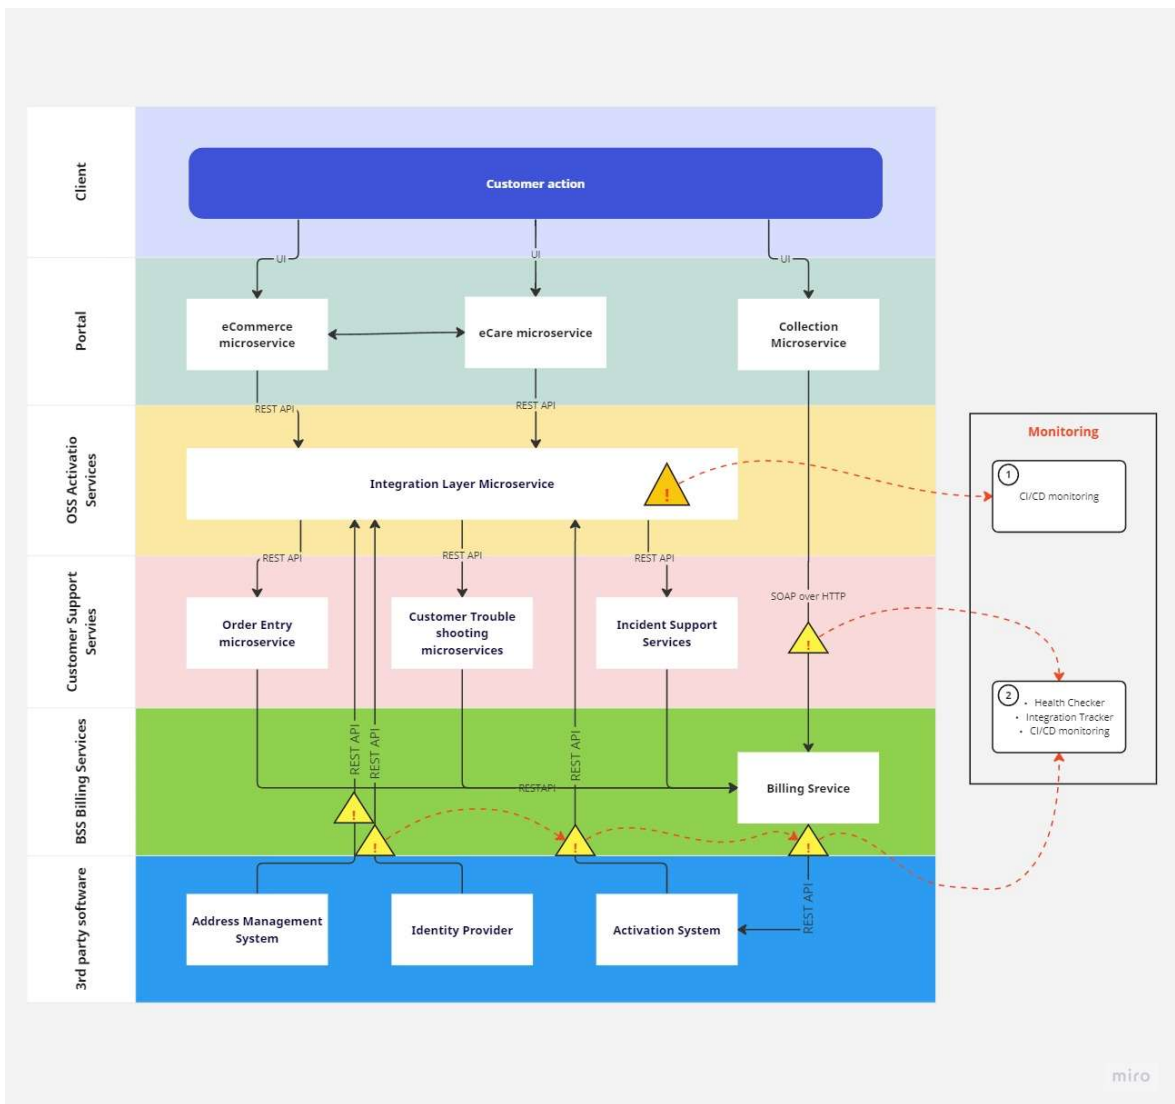 Client
Customer action
UI
UI
UI
Portal
eCommerce
microservice
eCare microservice
Collection
Microservice
REST API
REST API
OSS Activatio
Services
Integration Layer Microservice
!
Monitoring
1
CI/CD monitoring
REST API
REST API
REST API
SOAP over HTTP
Customer Support
Servies
Order Entry
microservice
Customer Trouble
shooting
microservices
Incident Support
Services
!
2
• Health Checker
• Integration Tracker
• CI/CD monitoring
BSS Billing Services
REST API
REST API
REST API
RESTAPI
Billing Srevice
!
!
!
!
3rd party software
Address Management
System
Identity Provider
Activation System
REST API
miro